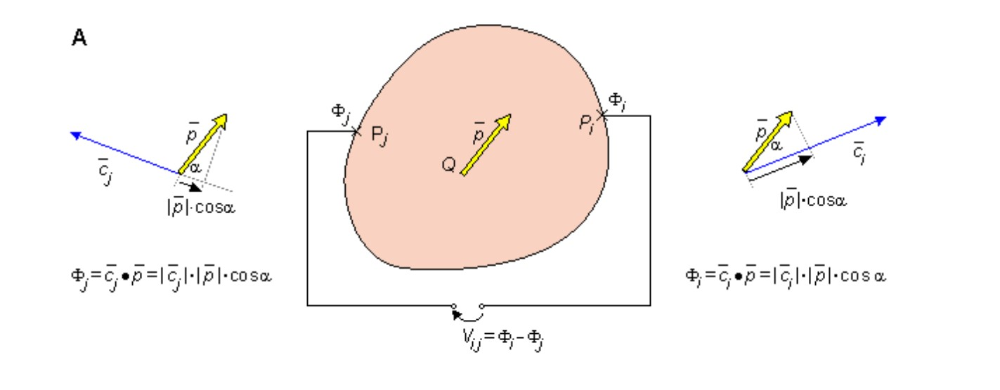 A
Φj
Φi
p̄
p̄
Pj
p̄
Pi
p̄
α
c̄j
α
Q
c̄i
|p̄|·cosα
|p̄|·cosα
Φj = c̄j • p̄ = |c̄j|·|p̄|·cosα
Φi = c̄i • p̄ = |c̄i|·|p̄|·cos α
Vij = Φi – Φj